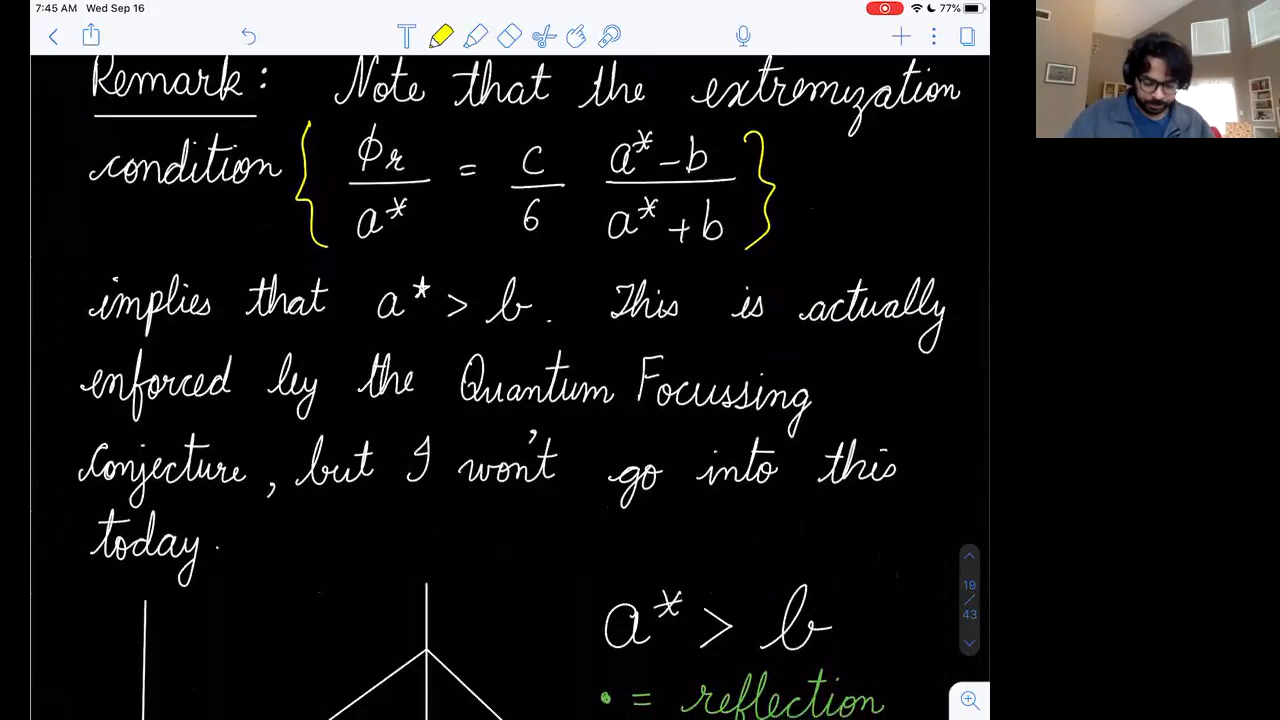 7:45 AM Wed Sep 16
77%
Remark : Note that the extremization
condition { ϕr/a* = c/6 (a* - b)/(a* + b) }
implies that a* > b . This is actually
enforced by the Quantum Focussing
Conjecture , but I won't go into this
today .
a* > b
• = reflection
19
/
43